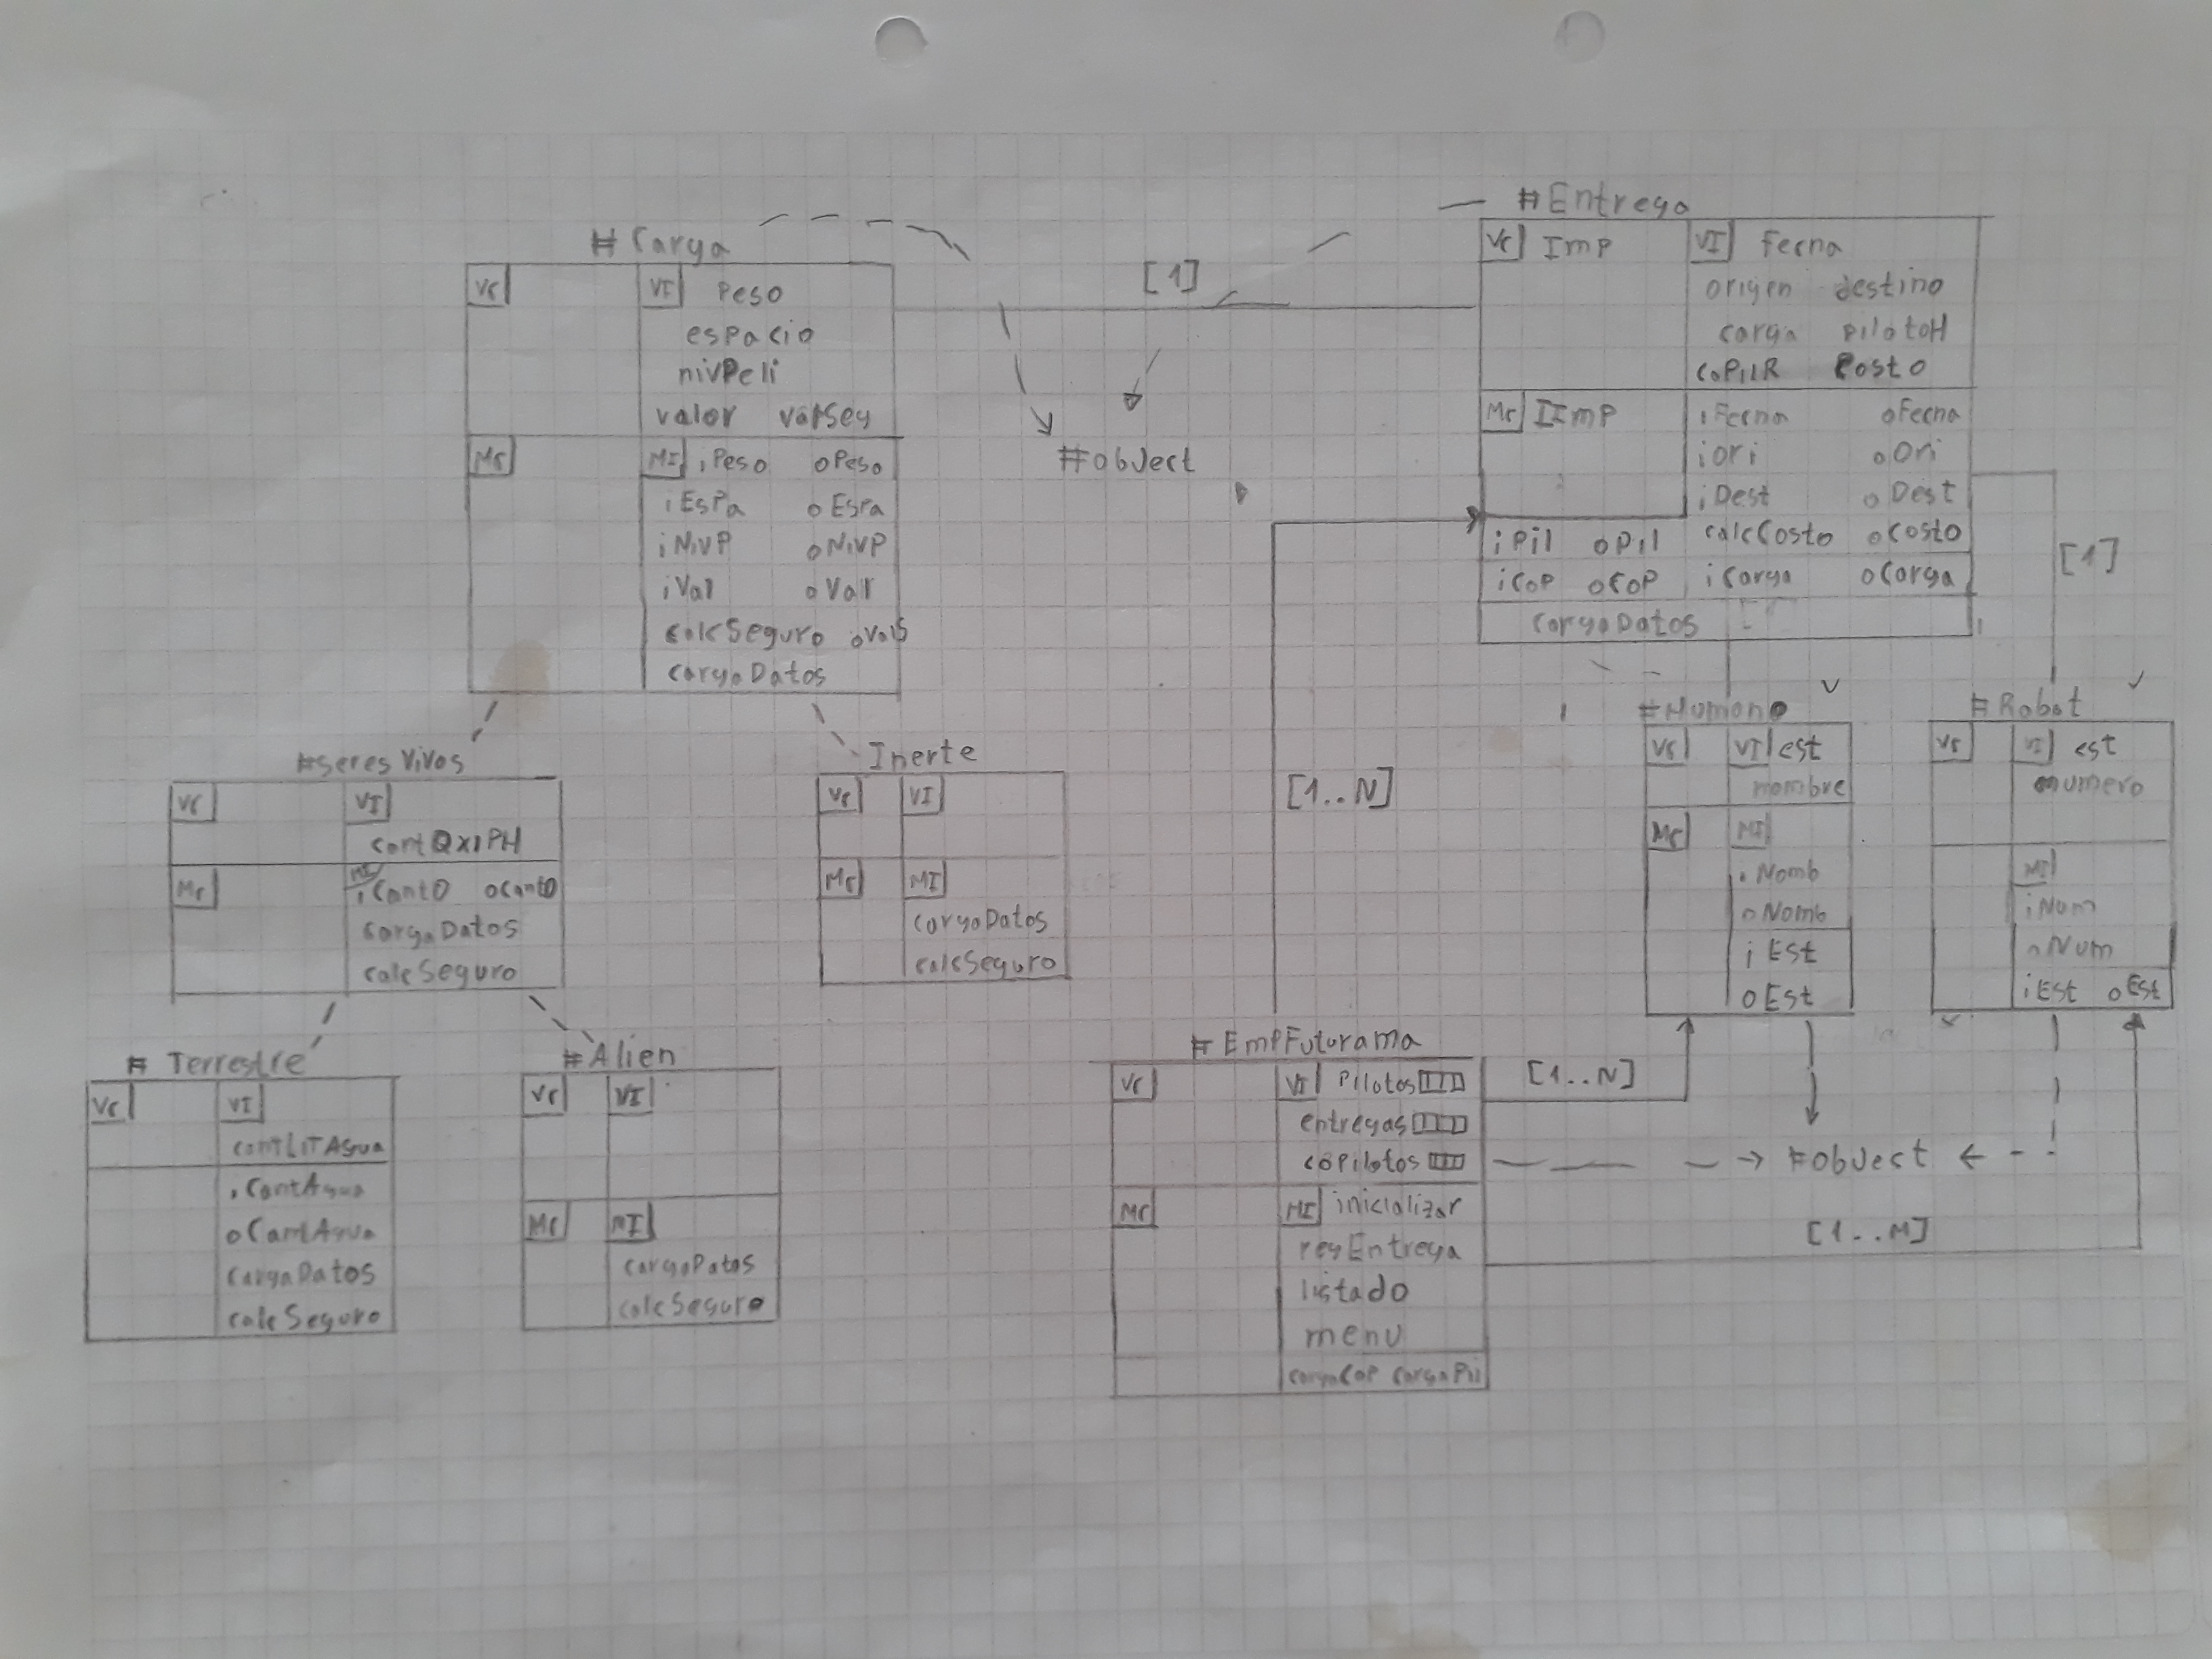 #Carga
VC
VI Peso
espacio
nivPeli
valor valSeg
MC
MI iPeso oPeso
iEsPa oEsPa
iNivP oNivP
iVal oVal
calcSeguro oValS
cargaDatos
[1]
#object
#Entrega
VC Imp
VI Fecha
origen destino
carga pilotoH
coPilR Costo
MC IImp
iFecha oFecha
iOri oOri
iDest oDest
iPil oPil calcCosto oCosto
iCoP oCoP iCarga oCarga
cargaDatos
[1]
#Humano
VC VI est
nombre
MC MI
iNomb
oNomb
iEst
oEst
#Robot
VC VI est
numero
MI
iNum
oNum
iEst oEst
#seresVivos
VC VI
cantOxiPH
MC MI
iCantO oCantO
cargaDatos
calcSeguro
Inerte
VC VI
MC MI
cargaDatos
calcSeguro
[1..N]
# Terrestre
VC VI
cantLitAgua
iCantAgua
oCantAgua
cargaDatos
calcSeguro
#Alien
VC VI
MC MI
cargaDatos
calcSeguro
#EmpFuturama
VC VI Pilotos
entregas
coPilotos
MC MI inicializar
regEntrega
listado
menu
cargaCoP cargaPil
[1..N]
#object
[1..N]